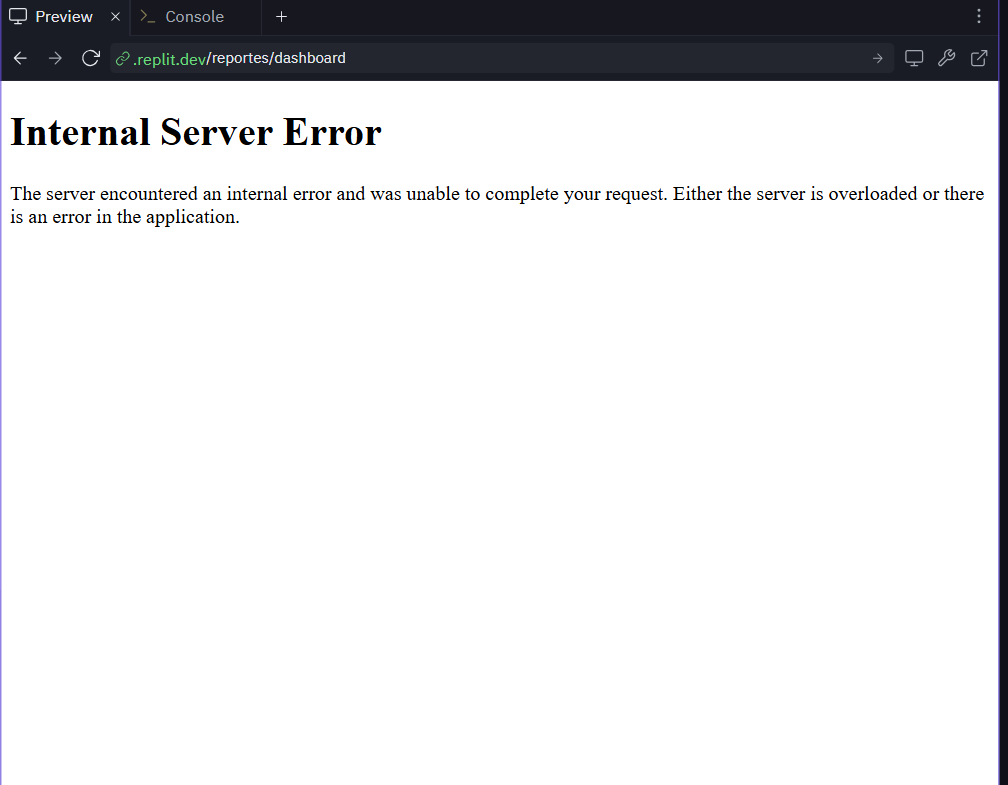 Preview
Console
.replit.dev/reportes/dashboard
Internal Server Error
The server encountered an internal error and was unable to complete your request. Either the server is overloaded or there
is an error in the application.